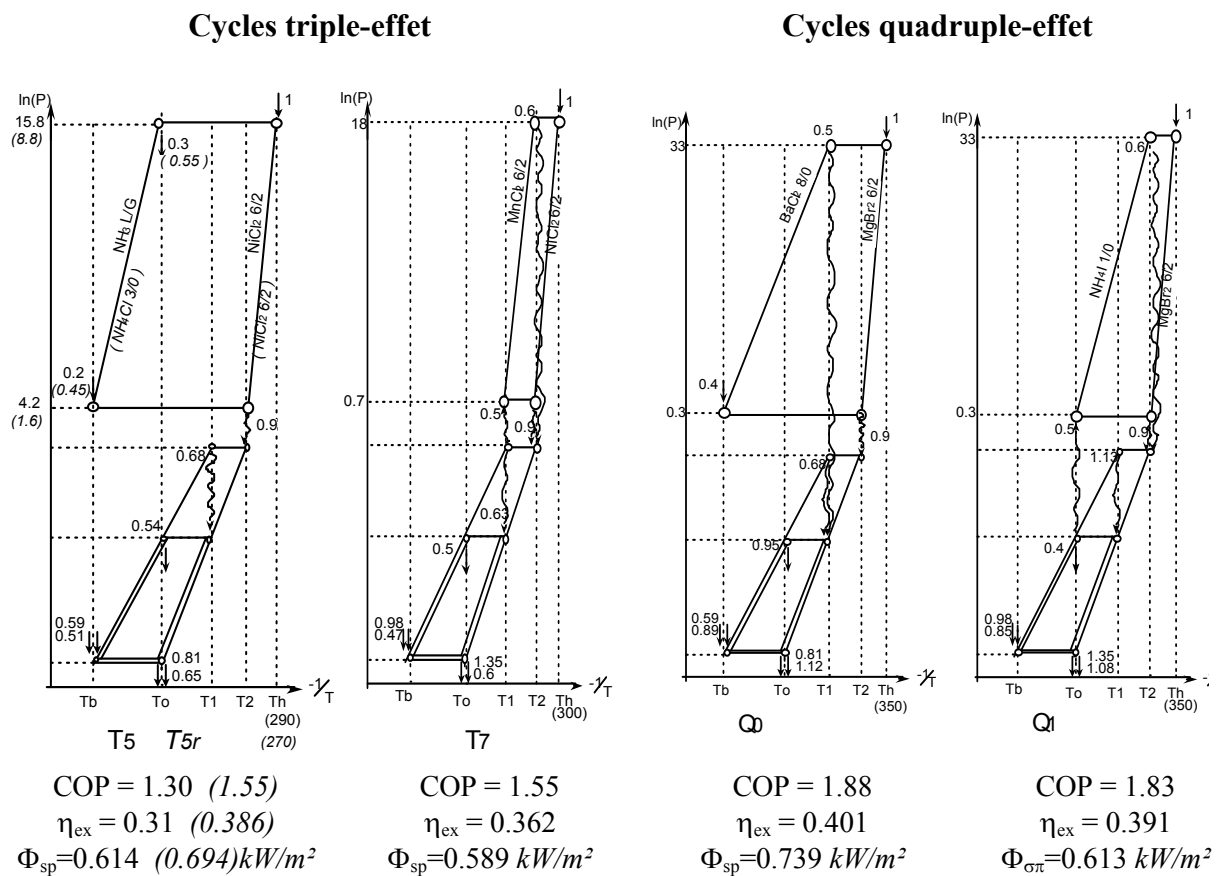 Cycles triple-effet
Cycles quadruple-effet
ln(P)
15.8
(8.8)
1
0.3
( 0.55 )
NH3 L/G
( NH4Cl 3/0 )
NiCl2 6/2
( NiCl2 6/2 )
0.2
(0.45)
4.2
(1.6)
0.9
0.68
0.54
0.59
0.51
0.81
0.65
Tb
To
T1
T2
Th
(290)
(270)
-1/T
T5 T5r
ln(P)
18
0.6
1
MnCl2 6/2
NiCl2 6/2
0.7
0.5
0.9
0.63
0.5
0.98
0.47
1.35
0.6
Tb
To
T1
T2
Th
(300)
-1/T
T7
ln(P)
33
0.5
1
BaCl2 8/0
MgBr2 6/2
0.4
0.3
0.9
0.68
0.95
0.59
0.89
0.81
1.12
Tb
To
T1
T2
Th
(350)
-1/T
Q0
ln(P)
33
0.6
1
NH4I 1/0
MgBr2 6/2
0.3
0.5
0.9
1.13
0.4
0.98
0.85
1.35
1.08
Tb
To
T1
T2
Th
(350)
Q1
COP = 1.30 (1.55)
ηex = 0.31 (0.386)
Φsp=0.614 (0.694)kW/m²
COP = 1.55
ηex = 0.362
Φsp=0.589 kW/m²
COP = 1.88
ηex = 0.401
Φsp=0.739 kW/m²
COP = 1.83
ηex = 0.391
Φσπ=0.613 kW/m²